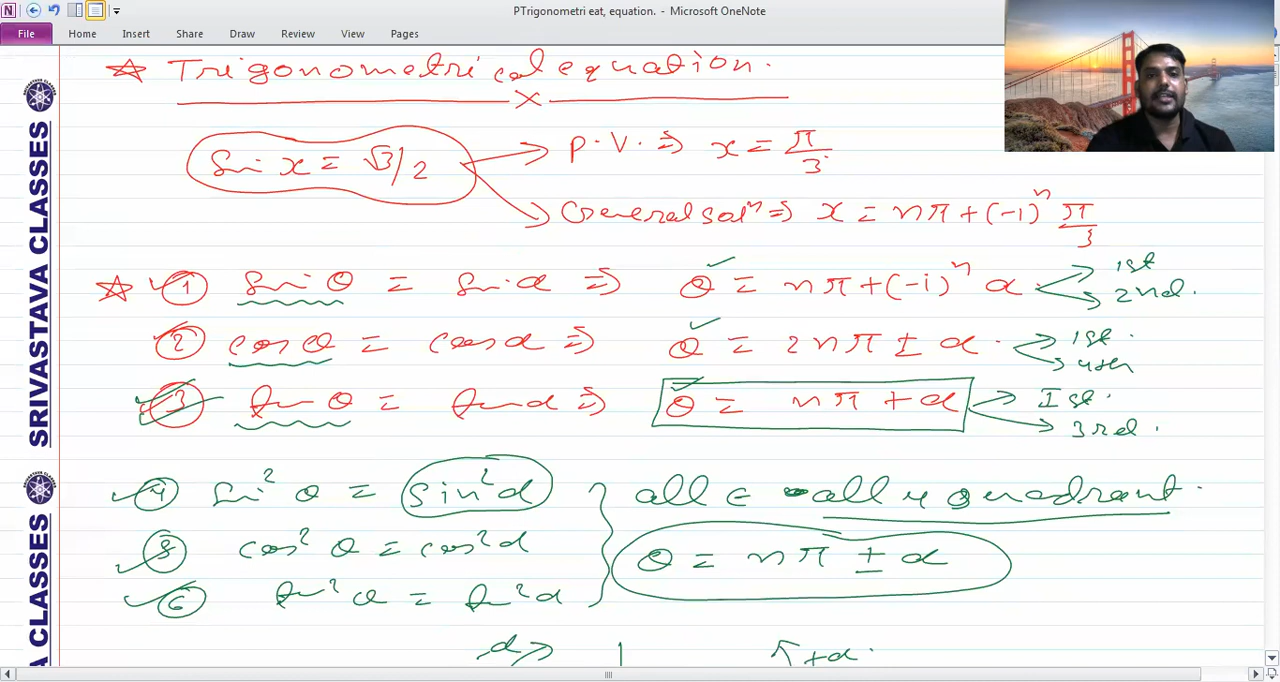 PTrigonometri eat, equation. - Microsoft OneNote
File Home Insert Share Draw Review View Pages
☆ Trigonometrical equation.
sin x = √3/2
P.V. ⇒ x = π/3
General solⁿ ⇒ x = nπ + (-1)ⁿ π/3
☆ 1 sin θ = sin α ⇒ θ = nπ + (-1)ⁿ α
1st
2nd.
2 cos θ = cos α ⇒ θ = 2nπ ± α.
1st.
4th
3 tan θ = tan α ⇒ θ = nπ + α
Ist.
3rd.
4 sin² θ = sin² α
all ∈ all 4 quadrant.
5 cos² θ = cos² α
θ = nπ ± α
6 tan² θ = tan² α
π+α.
SRIVASTAVA CLASSES
CLASSES